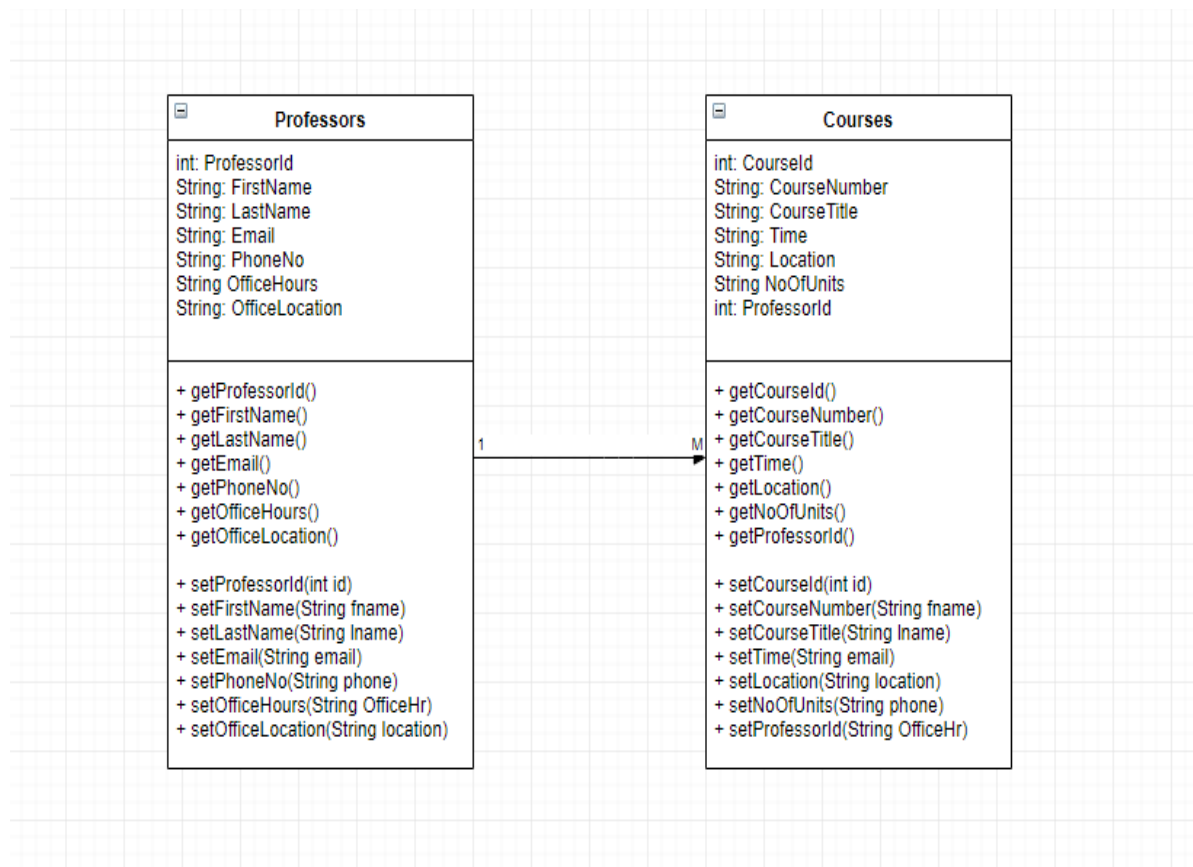 Professors
int: ProfessorId
String: FirstName
String: LastName
String: Email
String: PhoneNo
String OfficeHours
String: OfficeLocation
+ getProfessorId()
+ getFirstName()
+ getLastName()
+ getEmail()
+ getPhoneNo()
+ getOfficeHours()
+ getOfficeLocation()
+ setProfessorId(int id)
+ setFirstName(String fname)
+ setLastName(String lname)
+ setEmail(String email)
+ setPhoneNo(String phone)
+ setOfficeHours(String OfficeHr)
+ setOfficeLocation(String location)
1
M
Courses
int: CourseId
String: CourseNumber
String: CourseTitle
String: Time
String: Location
String NoOfUnits
int: ProfessorId
+ getCourseId()
+ getCourseNumber()
+ getCourseTitle()
+ getTime()
+ getLocation()
+ getNoOfUnits()
+ getProfessorId()
+ setCourseId(int id)
+ setCourseNumber(String fname)
+ setCourseTitle(String lname)
+ setTime(String email)
+ setLocation(String location)
+ setNoOfUnits(String phone)
+ setProfessorId(String OfficeHr)